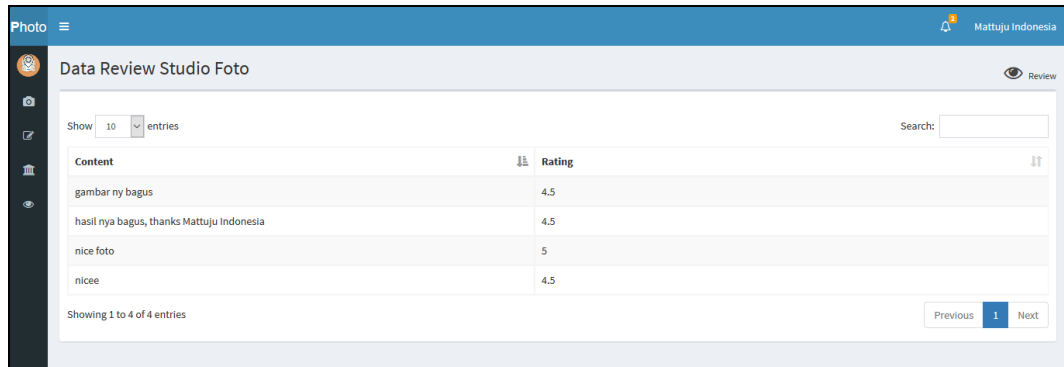 Photo
2
Mattuju Indonesia
Data Review Studio Foto
Review
Show 10 entries
Search:
Content Rating
gambar ny bagus 4.5
hasil nya bagus, thanks Mattuju Indonesia 4.5
nice foto 5
nicee 4.5
Showing 1 to 4 of 4 entries
Previous 1 Next